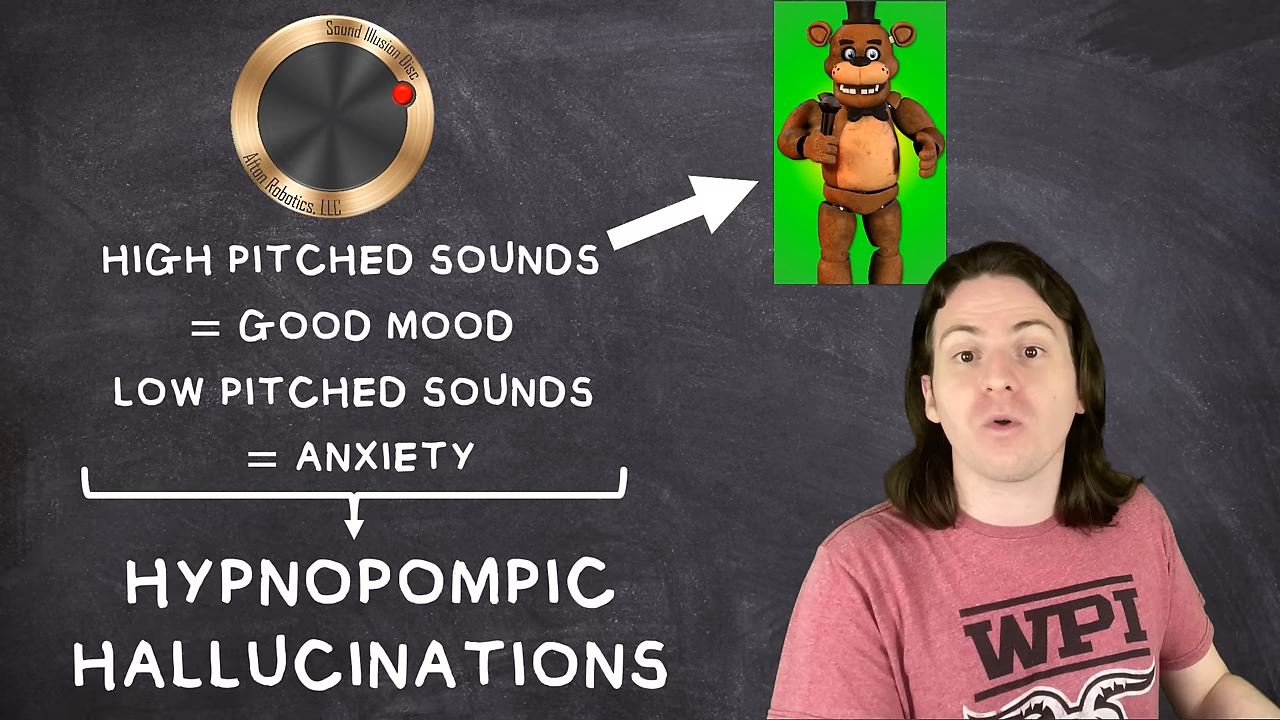 Sound Illusion Disc
Afton Robotics, LLC
HIGH PITCHED SOUNDS
= GOOD MOOD
LOW PITCHED SOUNDS
= ANXIETY
HYPNOPOMPIC
HALLUCINATIONS
WPI